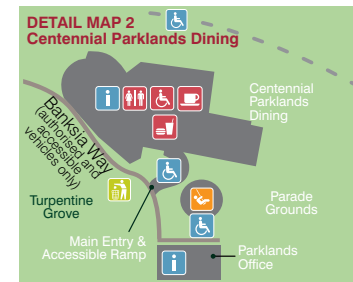 DETAIL MAP 2
Centennial Parklands Dining
Centennial
Parklands
Dining
Banksia Way
(authorised and
accessible
vehicles only)
Turpentine
Grove
Parade
Grounds
Main Entry &
Accessible Ramp
Parklands
Office